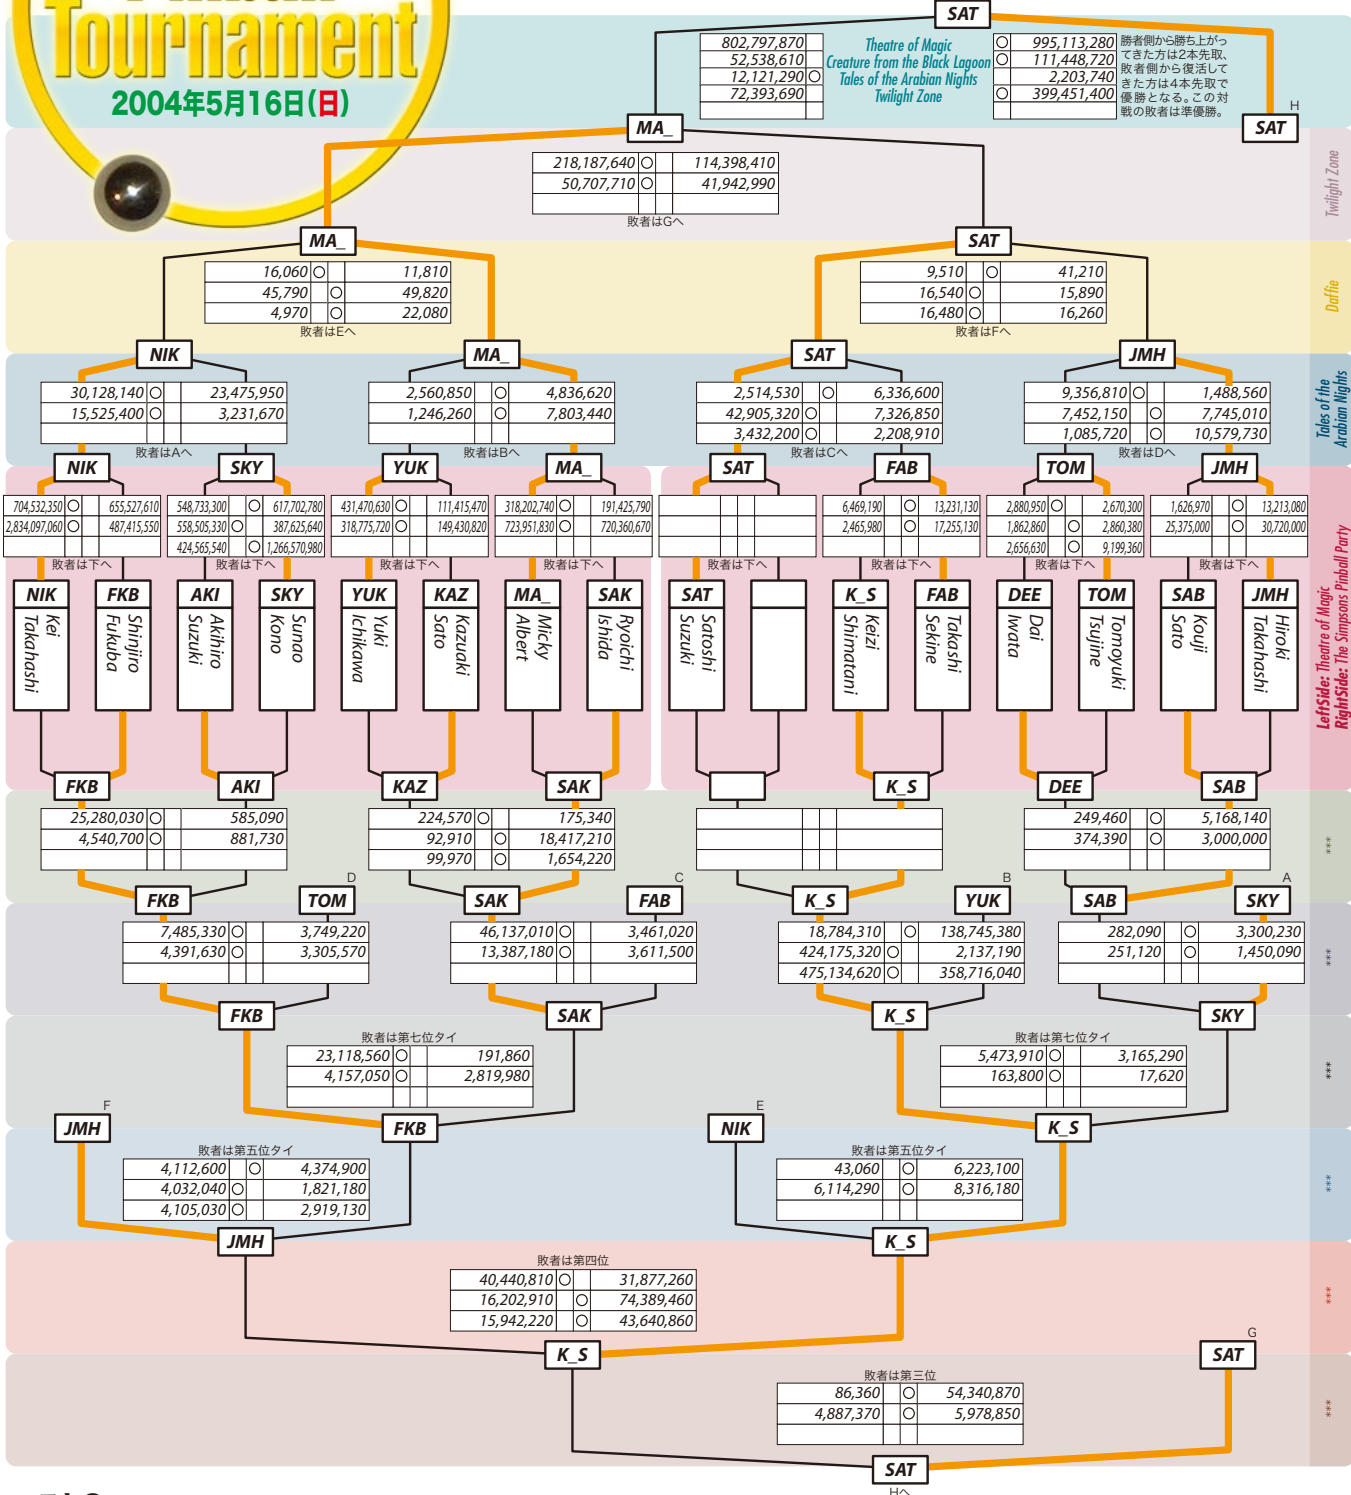 Tournament
2004年5月16日(日)
SAT
802,797,870 Theatre of Magic ○ 995,113,280
52,538,610 Creature from the Black Lagoon ○ 111,448,720
12,121,290 ○ Tales of the Arabian Nights 2,203,740
72,393,690 Twilight Zone ○ 399,451,400
勝者側から勝ち上がっ
てきた方は2本先取、
敗者側から復活して
きた方は4本先取で
優勝となる。この対
戦の敗者は準優勝。
H
MA_ SAT
Twilight Zone
218,187,640 ○ 114,398,410
50,707,710 ○ 41,942,990
敗者はGへ
MA_ SAT
Daffie
16,060 ○ 11,810 9,510 ○ 41,210
45,790 ○ 49,820 16,540 ○ 15,890
4,970 ○ 22,080 16,480 ○ 16,260
敗者はEへ 敗者はFへ
NIK MA_ SAT JMH
Tales of the
Arabian Nights
30,128,140 ○ 23,475,950 2,560,850 ○ 4,836,620 2,514,530 ○ 6,336,600 9,356,810 ○ 1,488,560
15,525,400 ○ 3,231,670 1,246,260 ○ 7,803,440 42,905,320 ○ 7,326,850 7,452,150 ○ 7,745,010
3,432,200 ○ 2,208,910 1,085,720 ○ 10,579,730
敗者はAへ 敗者はBへ 敗者はCへ 敗者はDへ
NIK SKY YUK MA_ SAT FAB TOM JMH
LeftSide: Theatre of Magic
RightSide: The Simpsons Pinball Party
704,532,350 ○ 655,527,610 548,733,300 ○ 617,702,780 431,470,630 ○ 111,415,470 318,202,740 ○ 191,425,790 6,469,190 ○ 13,231,130 2,880,950 ○ 2,670,300 1,626,970 ○ 13,213,080
2,834,097,060 ○ 487,415,550 558,505,330 ○ 387,625,640 318,775,720 ○ 149,430,820 723,951,830 ○ 720,360,670 2,465,980 ○ 17,255,130 1,862,860 ○ 2,860,380 25,375,000 ○ 30,720,000
424,565,540 ○ 1,266,570,980 2,656,630 ○ 9,199,360
敗者は下へ 敗者は下へ 敗者は下へ 敗者は下へ 敗者は下へ 敗者は下へ 敗者は下へ 敗者は下へ
NIK FKB AKI SKY YUK KAZ MA_ SAK SAT K_S FAB DEE TOM SAB JMH
Kei Takahashi
Shinjiro Fukuba
Akihiro Suzuki
Sunao Kono
Yuki Ichikawa
Kazuaki Sato
Micky Albert
Ryoichi Ishida
Satoshi Suzuki
Keizi Shimatani
Takashi Sekine
Dai Iwata
Tomoyuki Tsujine
Kouji Sato
Hiroki Takahashi
FKB AKI KAZ SAK K_S DEE SAB
25,280,030 ○ 585,090 224,570 ○ 175,340 249,460 ○ 5,168,140
4,540,700 ○ 881,730 92,910 ○ 18,417,210 374,390 ○ 3,000,000
99,970 ○ 1,654,220
***
D C B A
FKB TOM SAK FAB K_S YUK SAB SKY
7,485,330 ○ 3,749,220 46,137,010 ○ 3,461,020 18,784,310 ○ 138,745,380 282,090 ○ 3,300,230
4,391,630 ○ 3,305,570 13,387,180 ○ 3,611,500 424,175,320 ○ 2,137,190 251,120 ○ 1,450,090
475,134,620 ○ 358,716,040
***
FKB SAK K_S SKY
敗者は第七位タイ 敗者は第七位タイ
23,118,560 ○ 191,860 5,473,910 ○ 3,165,290
4,157,050 ○ 2,819,980 163,800 ○ 17,620
***
F E
JMH FKB NIK K_S
敗者は第五位タイ 敗者は第五位タイ
4,112,600 ○ 4,374,900 43,060 ○ 6,223,100
4,032,040 ○ 1,821,180 6,114,290 ○ 8,316,180
4,105,030 ○ 2,919,130
***
JMH K_S
敗者は第四位
40,440,810 ○ 31,877,260
16,202,910 ○ 74,389,460
15,942,220 ○ 43,640,860
***
G
K_S SAT
敗者は第三位
86,360 ○ 54,340,870
4,887,370 ○ 5,978,850
***
SAT
Hへ